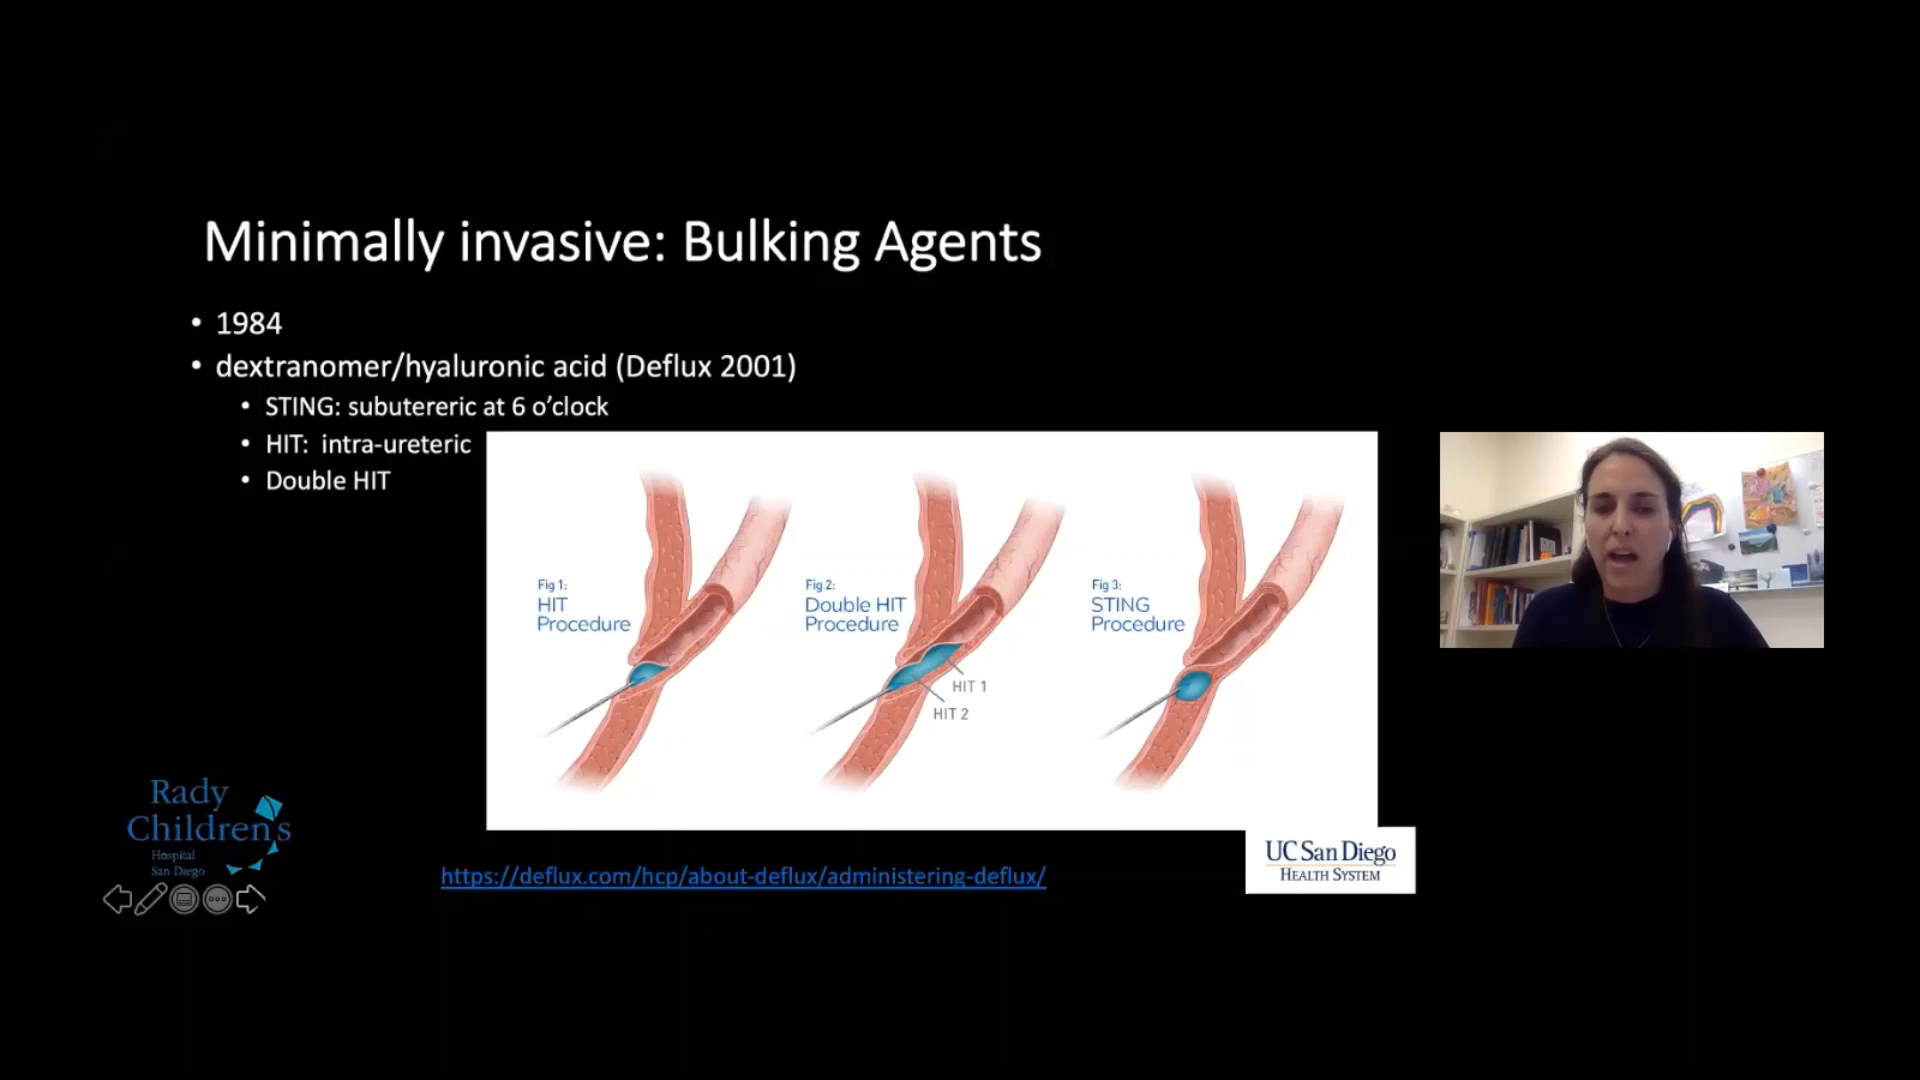 Minimally invasive: Bulking Agents
• 1984
• dextranomer/hyaluronic acid (Deflux 2001)
• STING: subutereric at 6 o’clock
• HIT:  intra-ureteric
• Double HIT
Fig 1:
HIT
Procedure
Fig 2:
Double HIT
Procedure
HIT 1
HIT 2
Fig 3:
STING
Procedure
Rady
Children's
Hospital
San Diego
https://deflux.com/hcp/about-deflux/administering-deflux/
UC San Diego
HEALTH SYSTEM